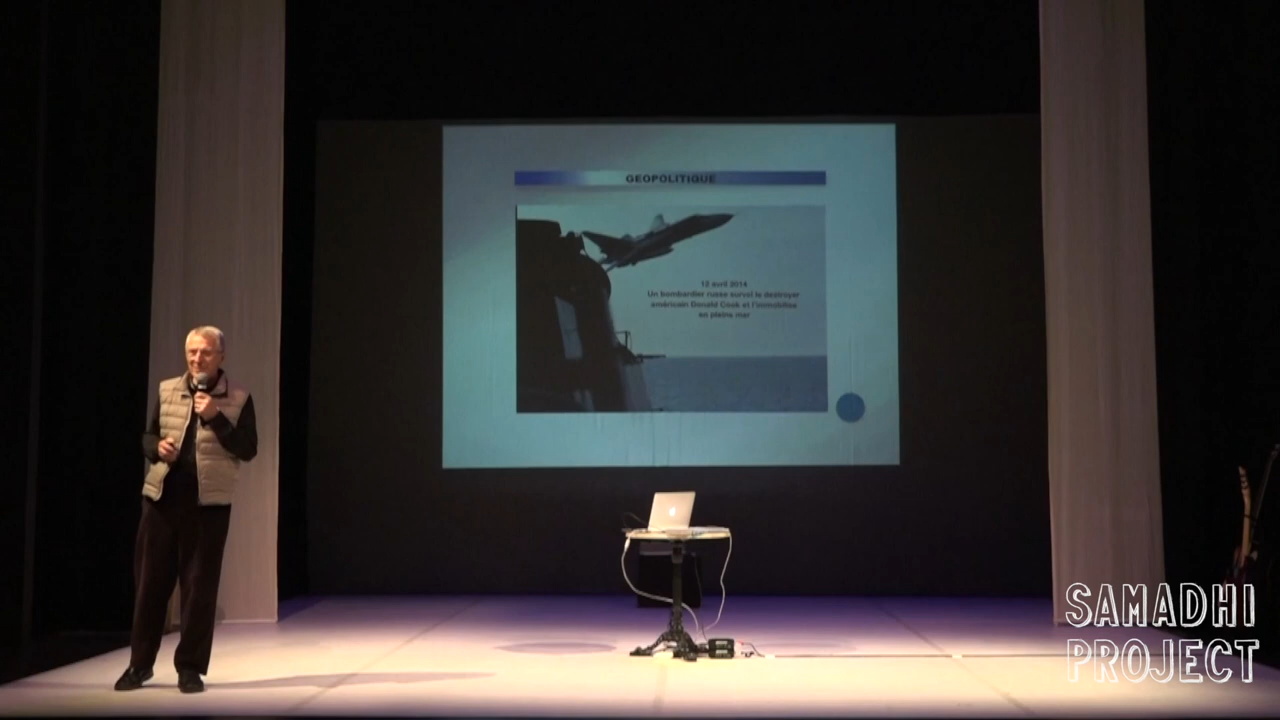 GEOPOLITIQUE
12 avril 2014
Un bombardier russe survol le destroyer
américain Donald Cook et l'immobilise
en pleine mer
SAMADHI
PROJECT